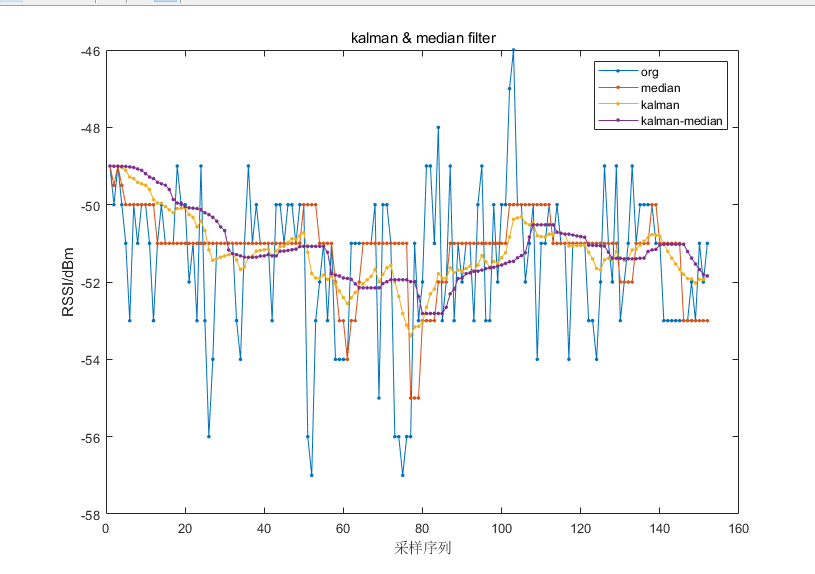 kalman & median filter
-46
-48
-50
-52
-54
-56
-58
RSSI/dBm
org
median
kalman
kalman-median
0 20 40 60 80 100 120 140 160
采样序列